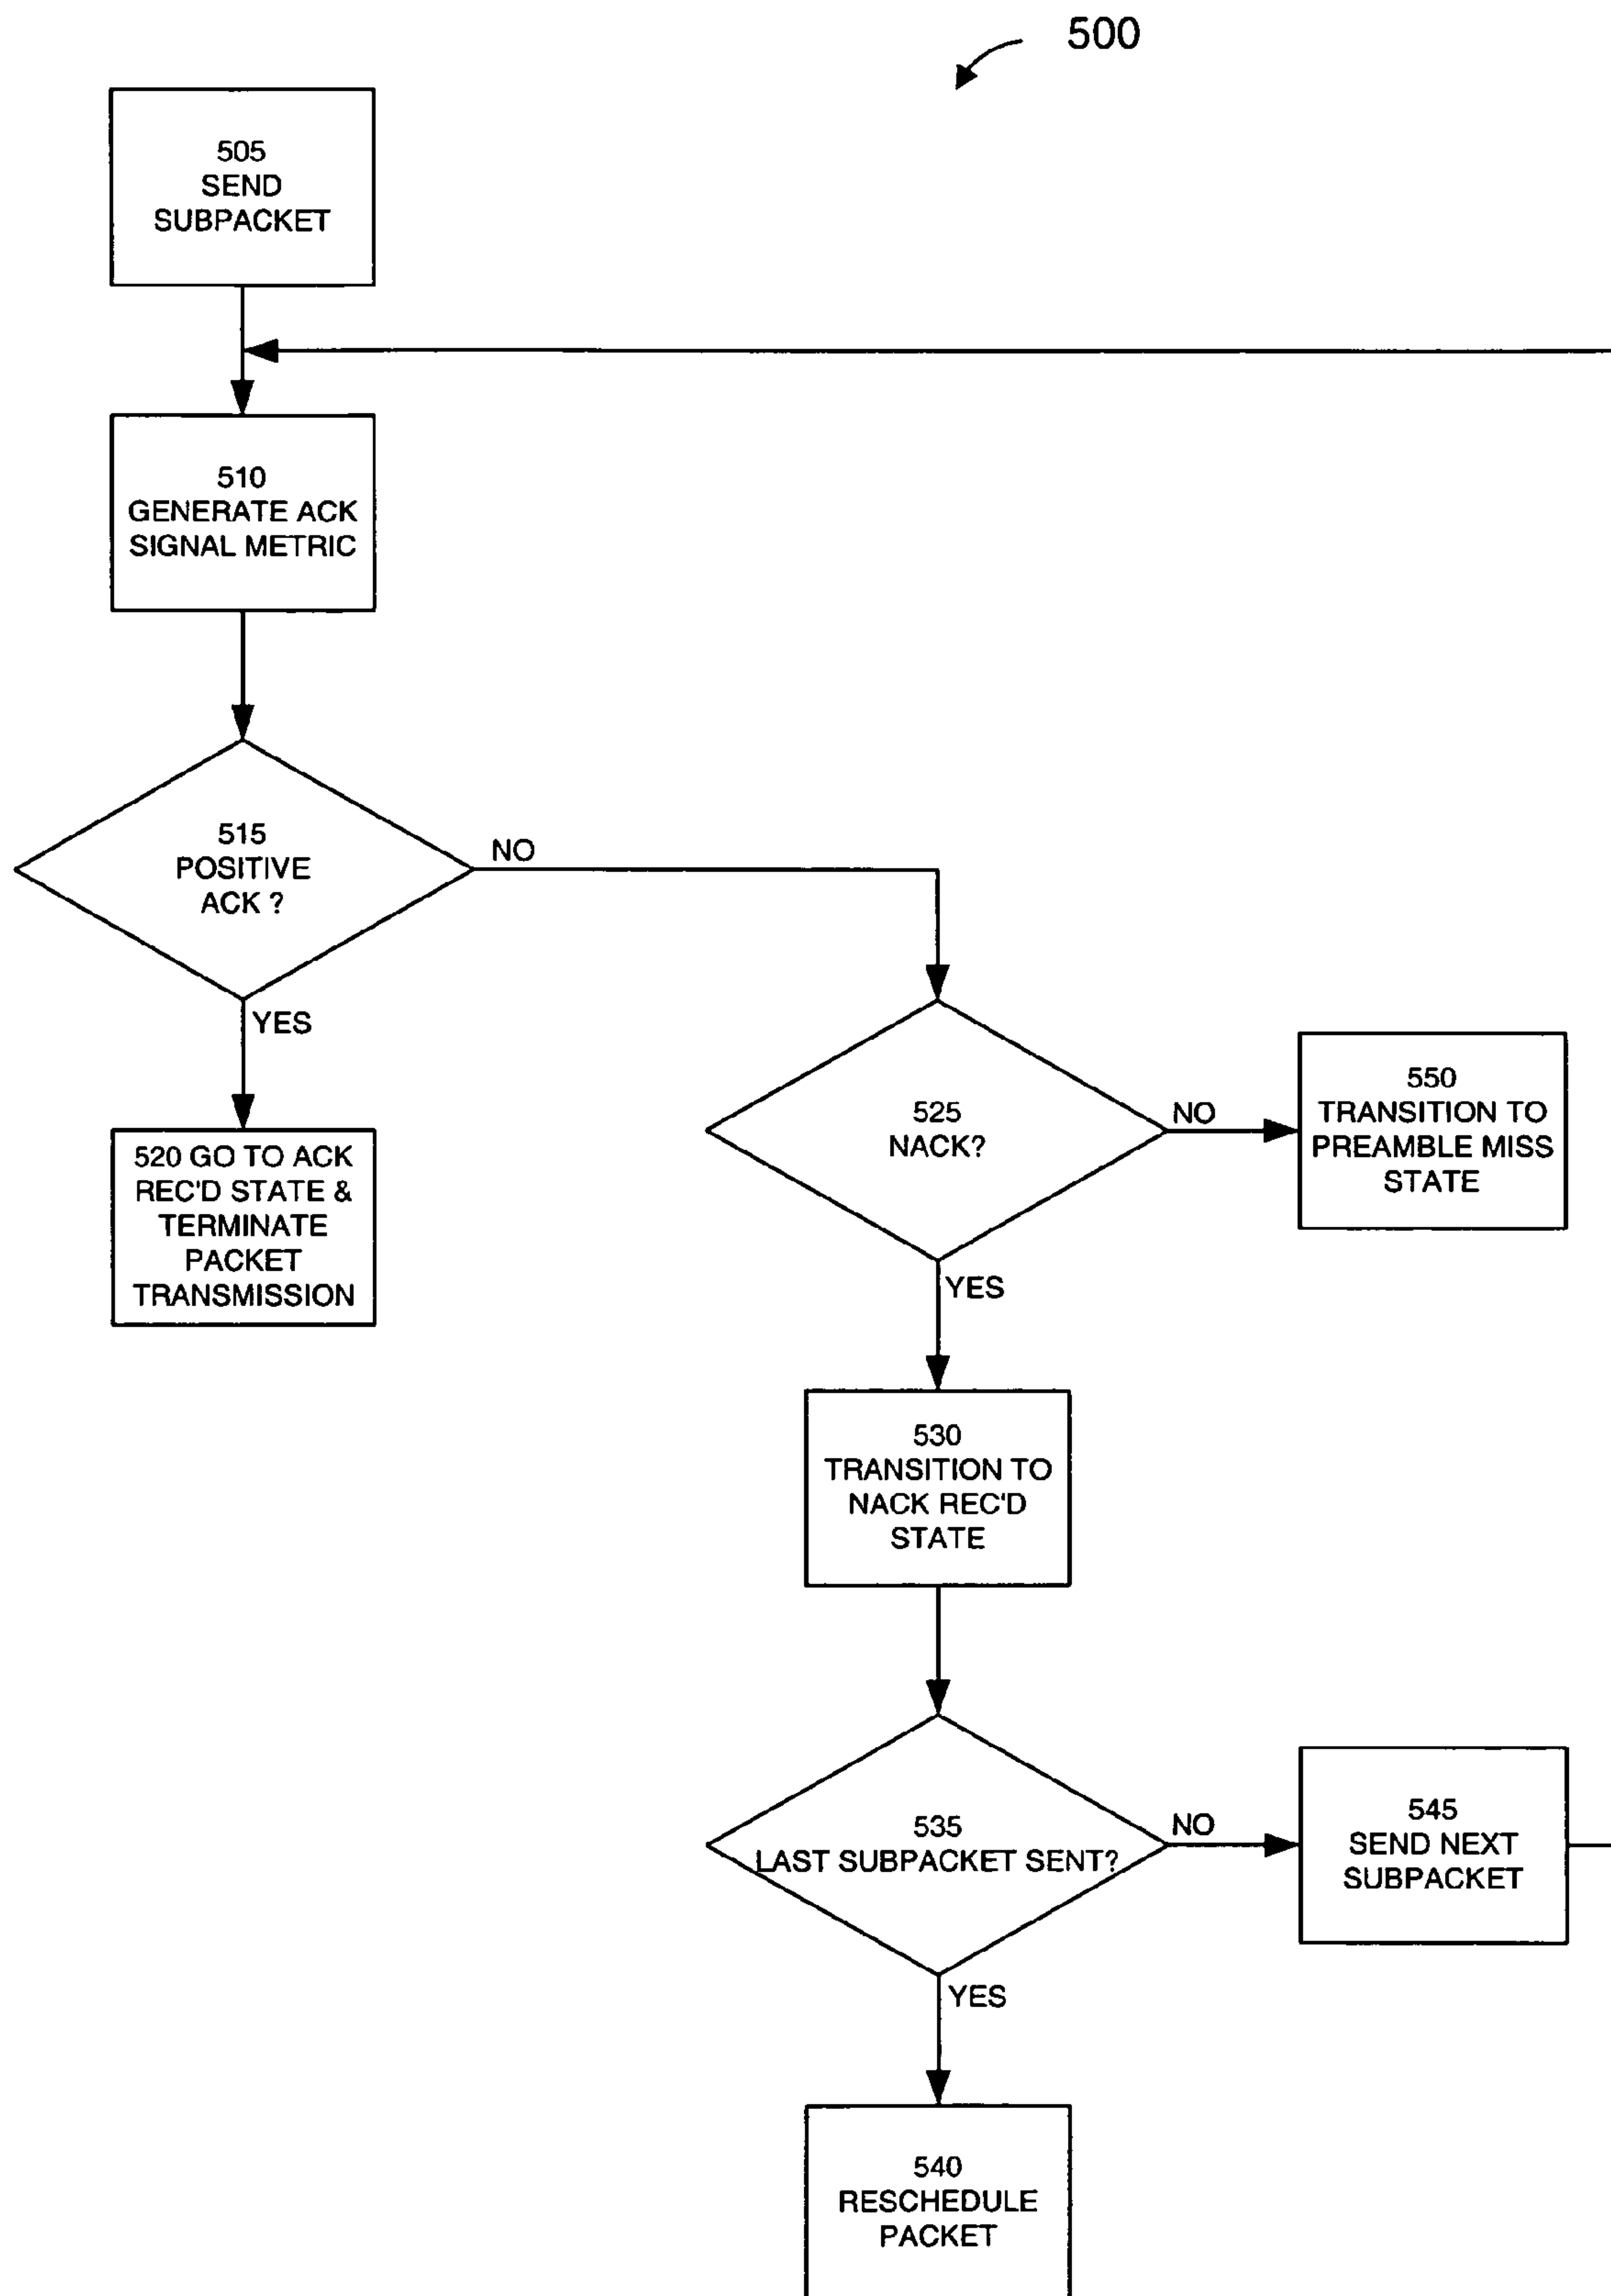 500
505
SEND
SUBPACKET
510
GENERATE ACK
SIGNAL METRIC
515
POSITIVE
ACK ?
NO
YES
520 GO TO ACK
REC'D STATE &
TERMINATE
PACKET
TRANSMISSION
525
NACK?
NO
550
TRANSITION TO
PREAMBLE MISS
STATE
YES
530
TRANSITION TO
NACK REC'D
STATE
535
LAST SUBPACKET SENT?
NO
545
SEND NEXT
SUBPACKET
YES
540
RESCHEDULE
PACKET